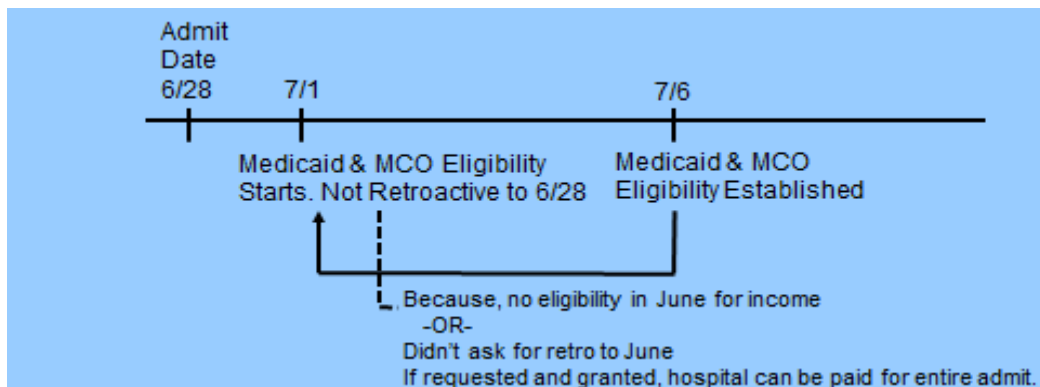 Admit
Date
6/28
7/1
7/6
Medicaid & MCO Eligibility
Starts. Not Retroactive to 6/28
Medicaid & MCO
Eligibility Established
Because, no eligibility in June for income
-OR-
Didn't ask for retro to June
If requested and granted, hospital can be paid for entire admit.